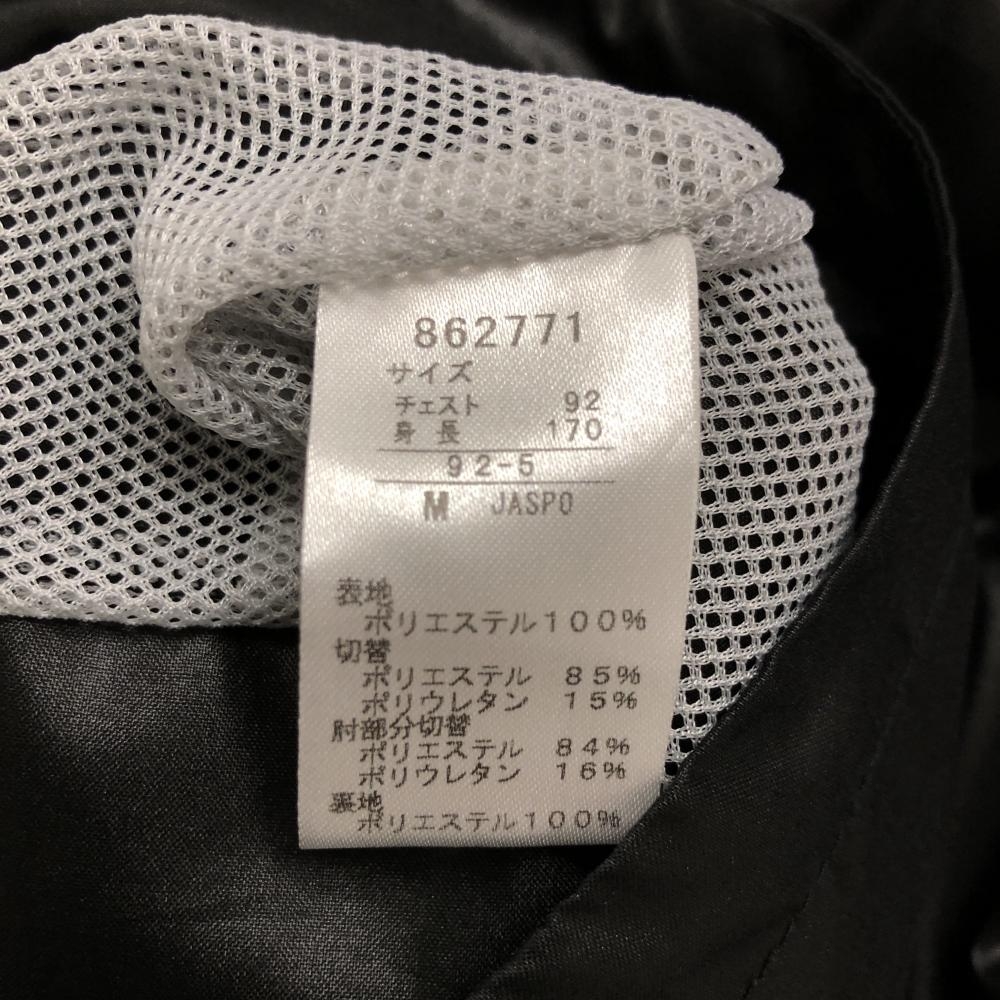 862771
サイズ
チェスト 92
身長 170
92-5
M JASPO
表地
ポリエステル100%
切替
ポリエステル 85%
ポリウレタン 15%
肘部分切替
ポリエステル 84%
ポリウレタン 16%
裏地
ポリエステル100%